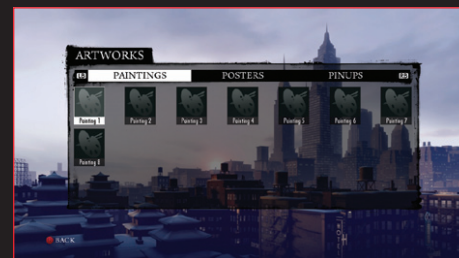 ARTWORKS
LB PAINTINGS POSTERS PINUPS RB
Painting 1 Painting 2 Painting 3 Painting 4 Painting 5 Painting 6 Painting 7
Painting 8
BACK